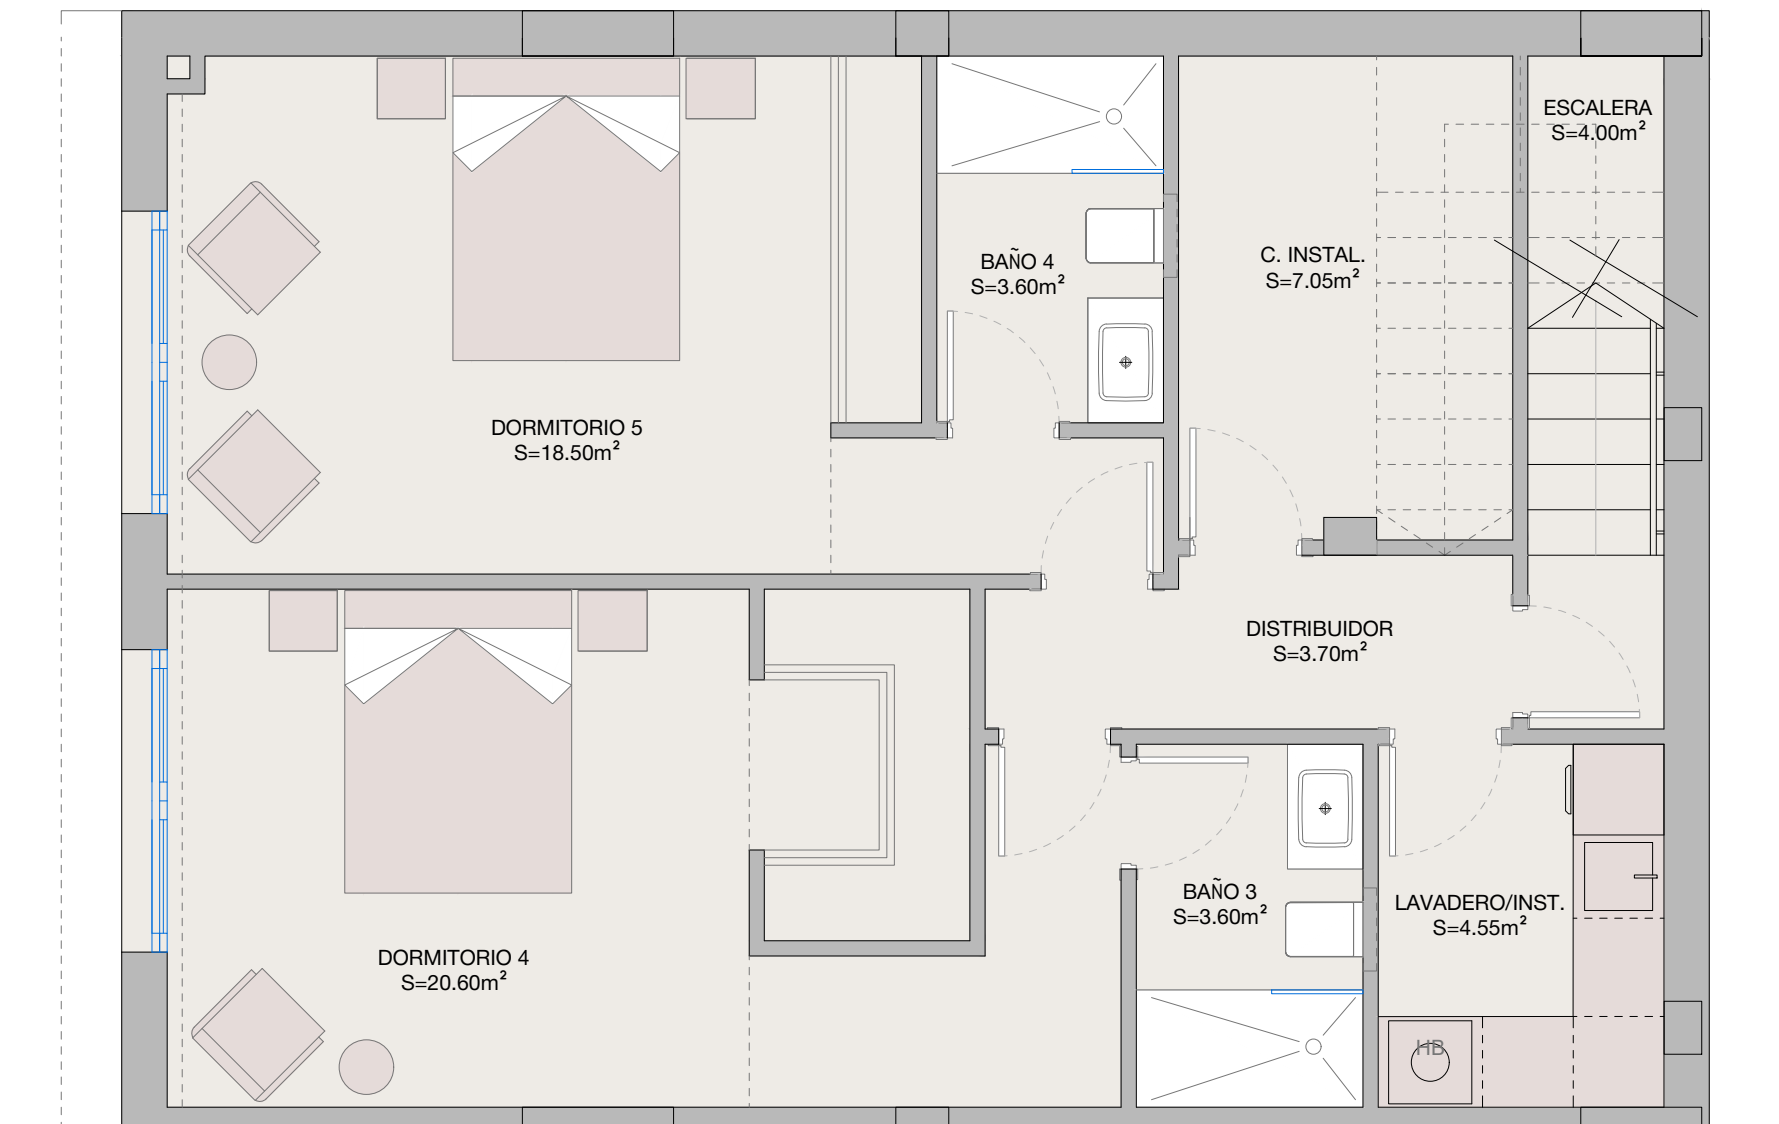 ESCALERA
S=4.00m²
BAÑO 4
S=3.60m²
C. INSTAL.
S=7.05m²
DORMITORIO 5
S=18.50m²
DISTRIBUIDOR
S=3.70m²
BAÑO 3
S=3.60m²
LAVADERO/INST.
S=4.55m²
DORMITORIO 4
S=20.60m²
HB